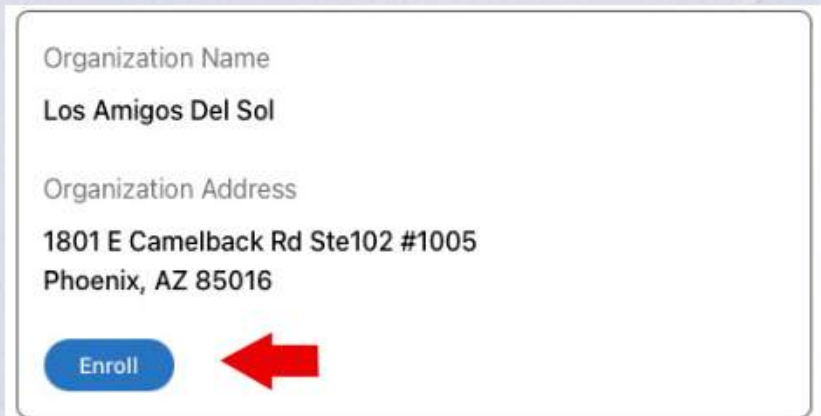 Organization Name
Los Amigos Del Sol
Organization Address
1801 E Camelback Rd Ste102 #1005
Phoenix, AZ 85016
Enroll